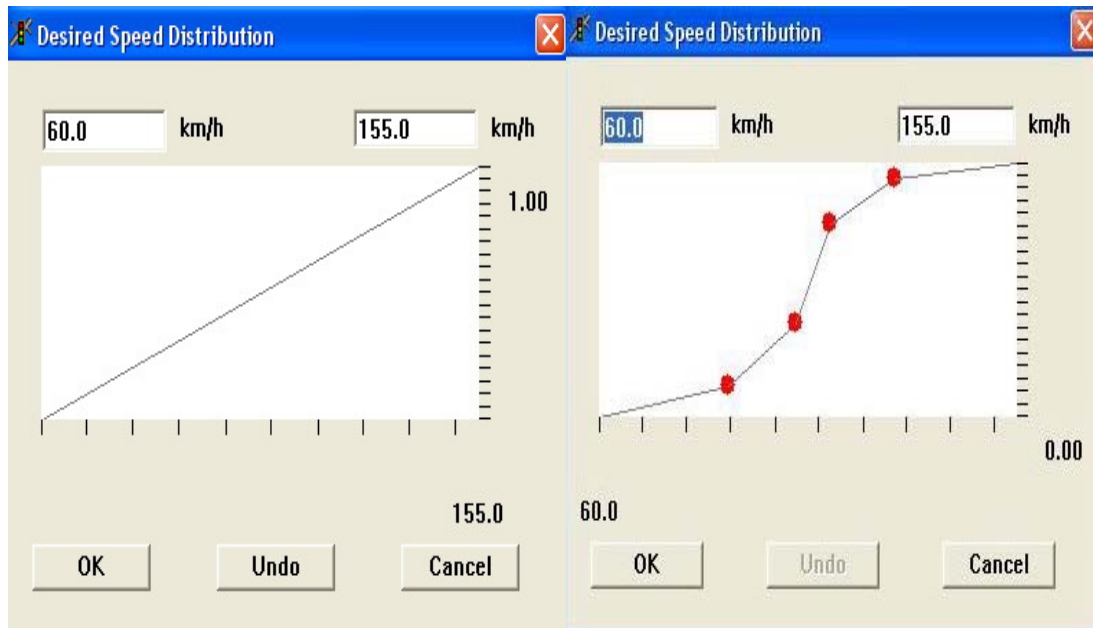 Desired Speed Distribution
60.0 km/h 155.0 km/h
1.00
155.0
OK Undo Cancel
Desired Speed Distribution
60.0 km/h 155.0 km/h
0.00
60.0
OK Undo Cancel